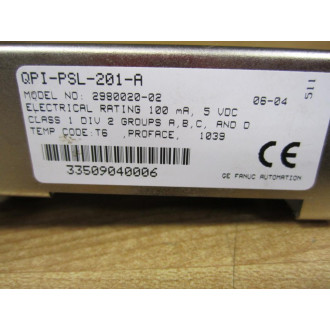 QPI-PSL-201-A
MODEL NO: 2980020-02 06-04
ELECTRICAL RATING 100 mA, 5 VDC
CLASS 1 DIV 2 GROUPS A,B,C, AND D
TEMP CODE:T6 ,PROFACE, 1039
511
33509040006
CE
GE FANUC AUTOMATION